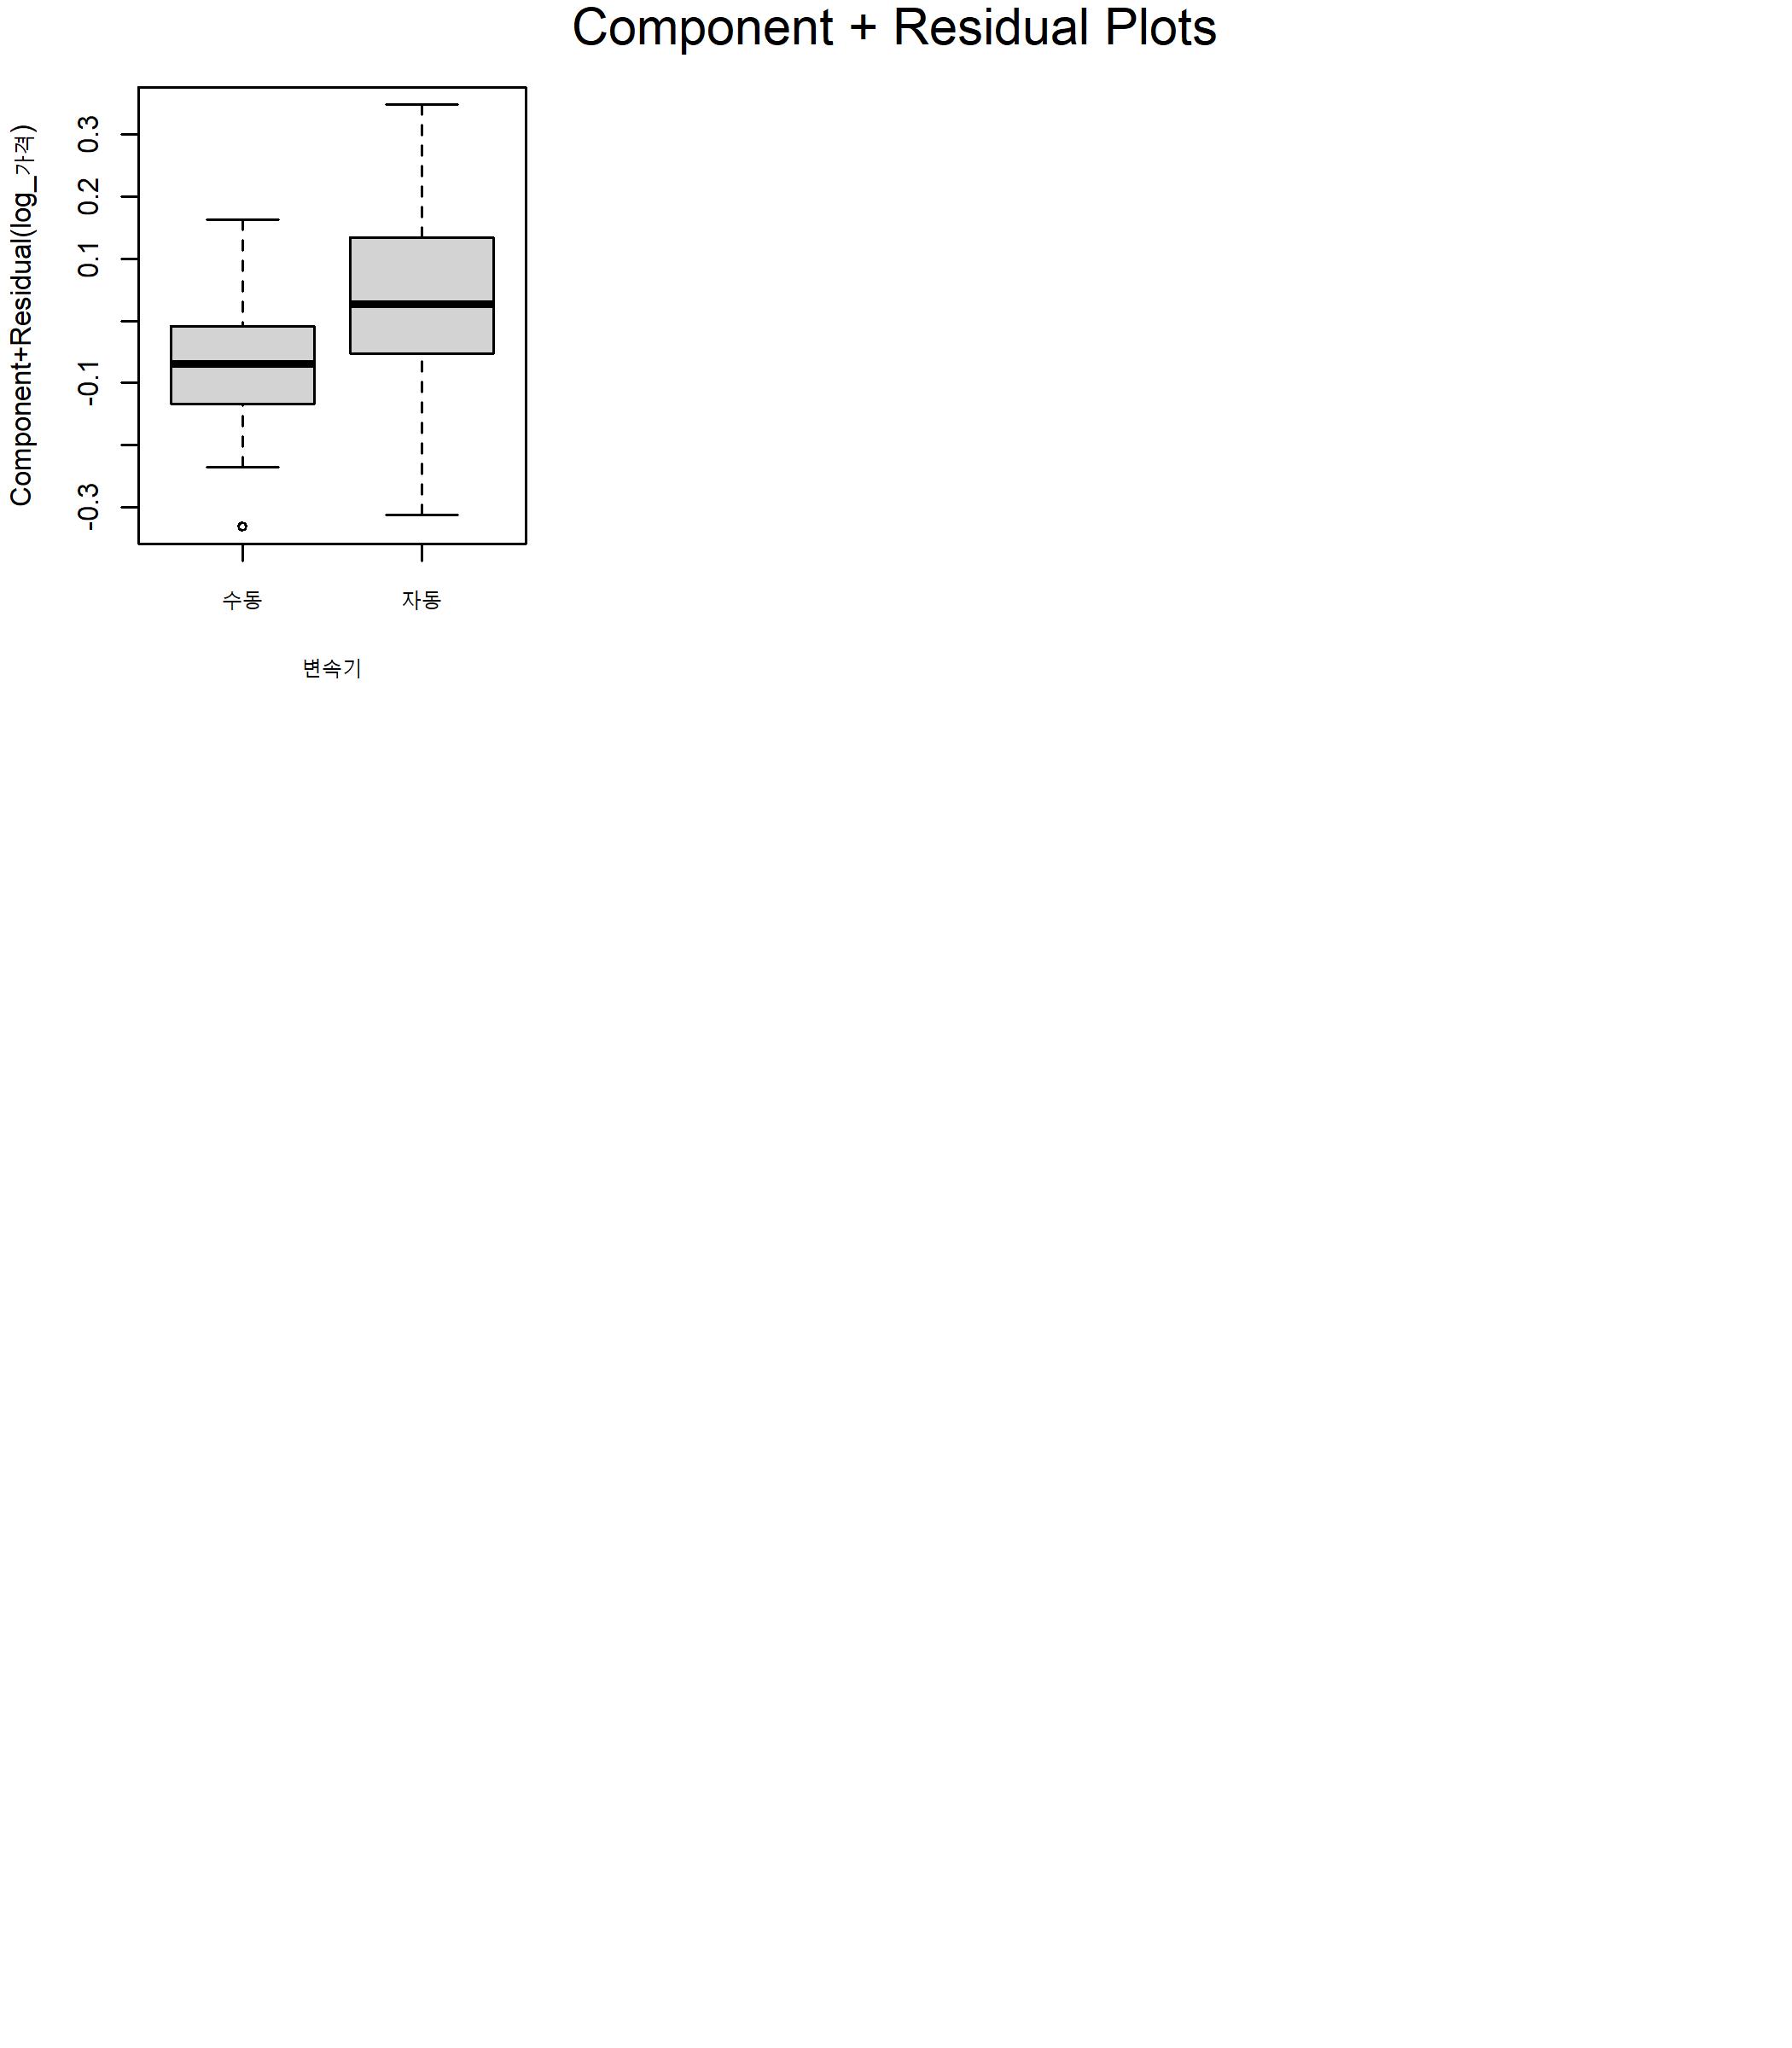 Component + Residual Plots
Component+Residual(log_가격)
0.3
0.2
0.1
-0.1
-0.3
수동 자동
변속기